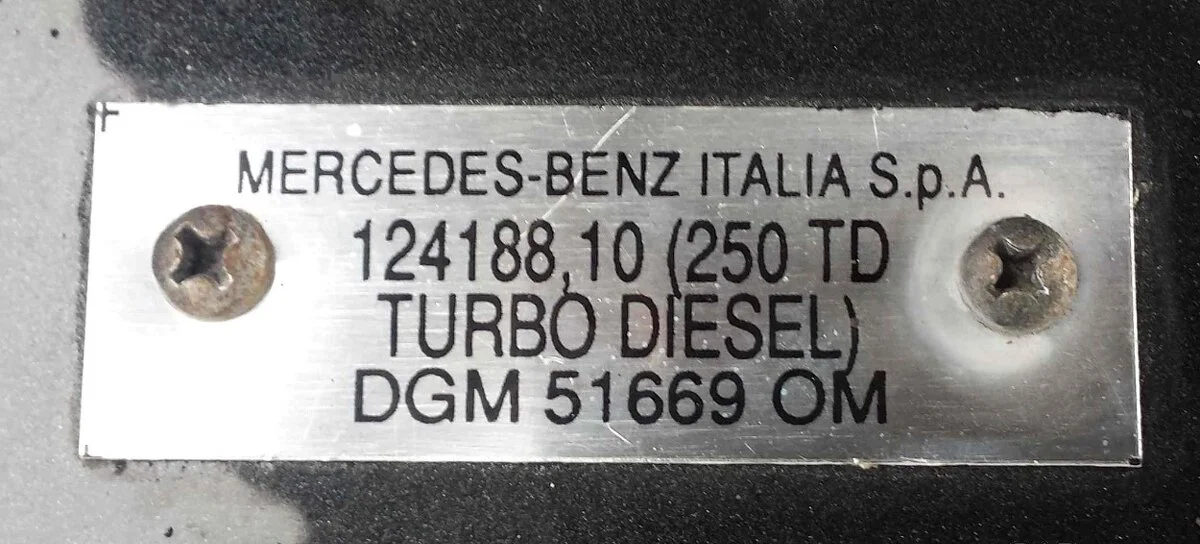 MERCEDES-BENZ ITALIA S.p.A.
124188,10 (250 TD
TURBO DIESEL)
DGM 51669 OM